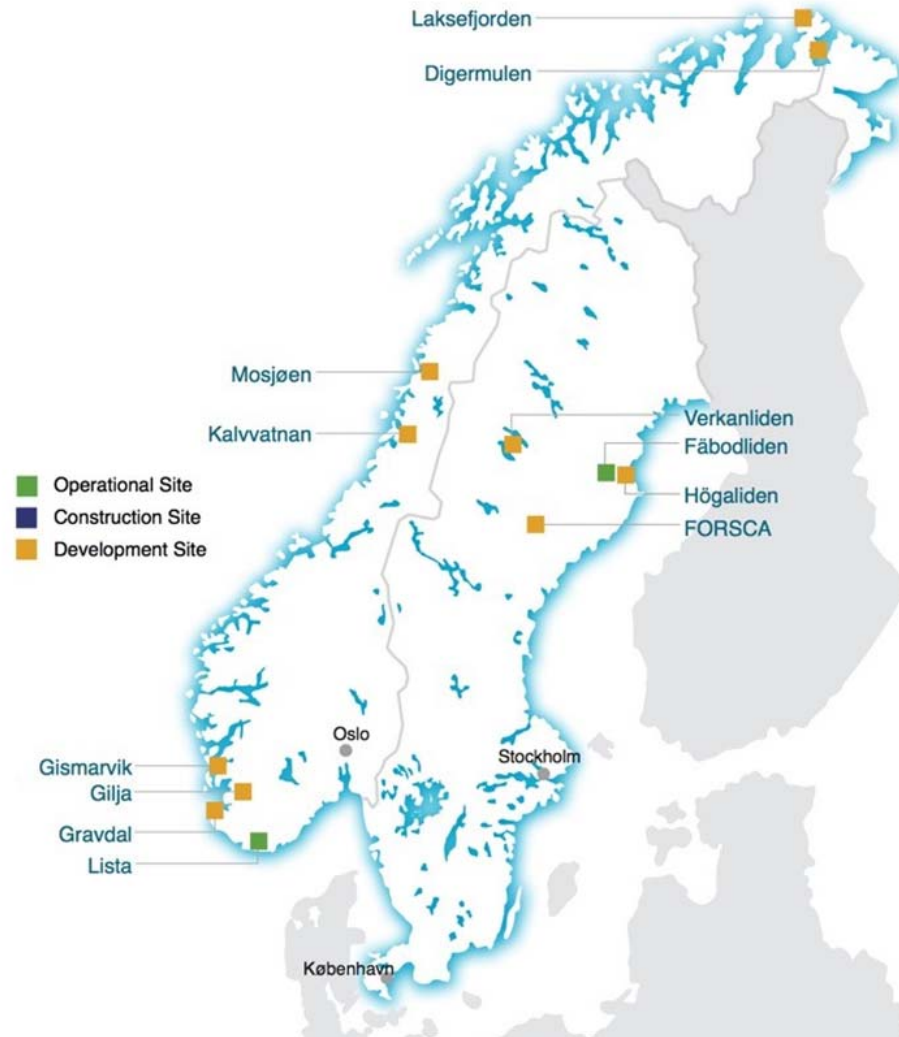 Laksefjorden
Digermulen
Mosjøen
Kalvvatnan
Verkanliden
Fäbodliden
Högaliden
FORSCA
Operational Site
Construction Site
Development Site
Oslo
Stockholm
Gismarvik
Gilja
Gravdal
Lista
København